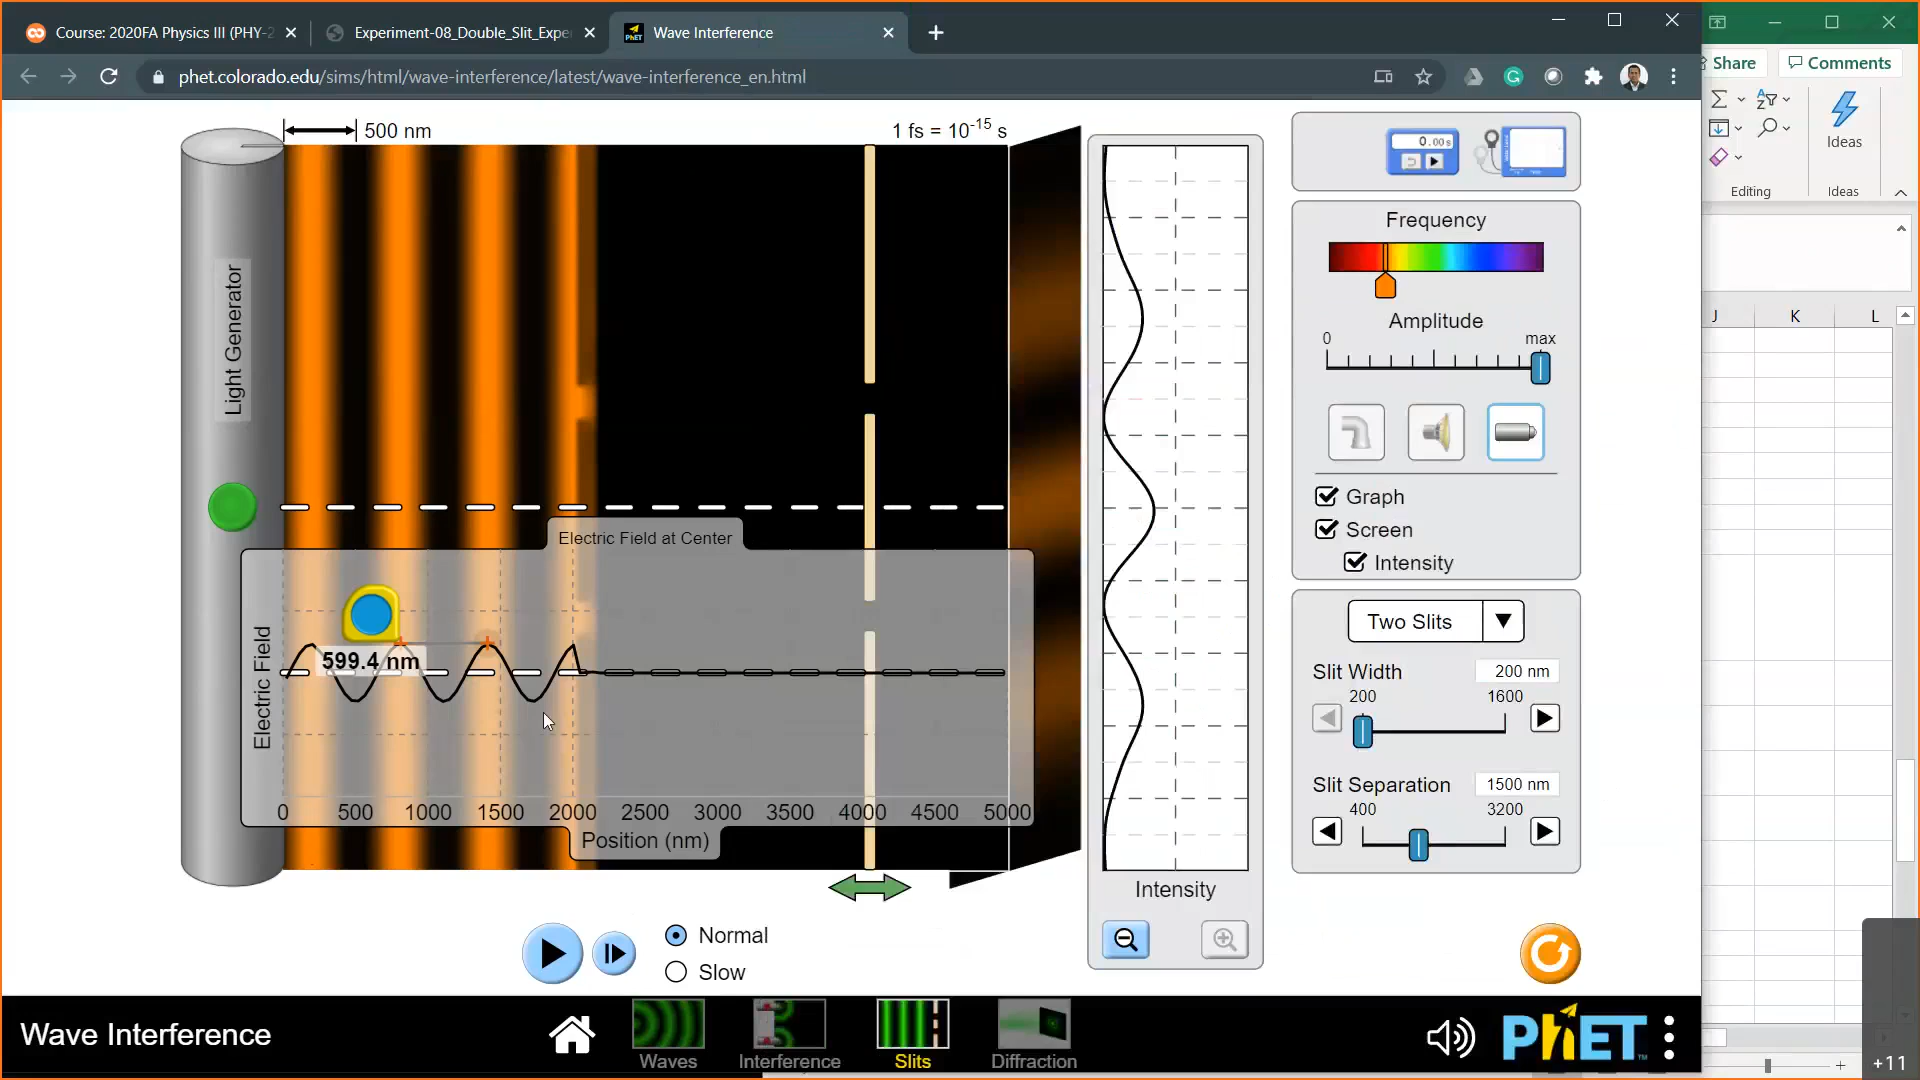 Course: 2020FA Physics III (PHY-2
Experiment-08_Double_Slit_Expe
Wave Interference
phet.colorado.edu/sims/html/wave-interference/latest/wave-interference_en.html
Share
Comments
500 nm
1 fs = 10⁻¹⁵ s
0.00s
Ideas
Editing
Ideas
Frequency
Amplitude
0
max
Light Generator
Graph
Screen
Intensity
J K L
Electric Field at Center
Electric Field
599.4 nm
0 500 1000 1500 2000 2500 3000 3500 4000 4500 5000
Position (nm)
Two Slits
Slit Width
200 nm
200
1600
Slit Separation
1500 nm
400
3200
Intensity
Normal
Slow
Wave Interference
Waves
Interference
Slits
Diffraction
PhET
+11